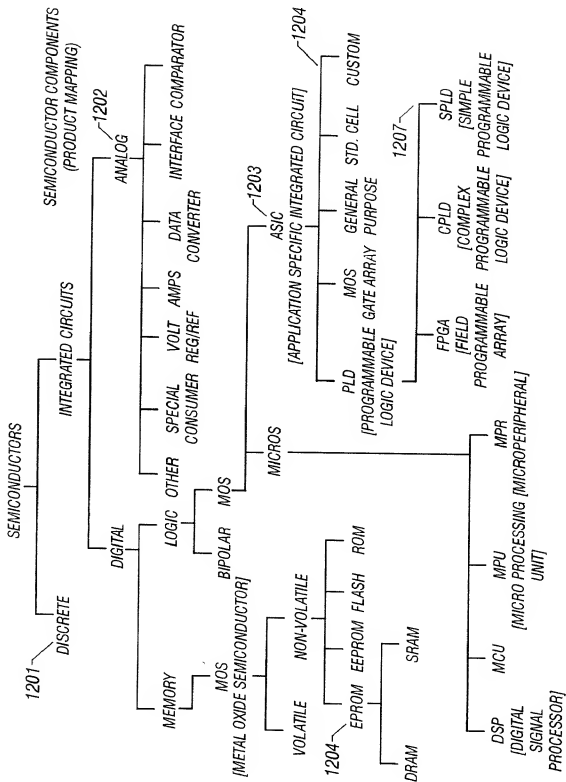 SEMICONDUCTOR COMPONENTS
(PRODUCT MAPPING)
SEMICONDUCTORS
1201
DISCRETE
INTEGRATED CIRCUITS
1202
DIGITAL
ANALOG
MEMORY
LOGIC
OTHER
SPECIAL
CONSUMER
VOLT
REG/REF
AMPS
DATA
CONVERTER
INTERFACE
COMPARATOR
MOS
[METAL OXIDE SEMICONDUCTOR]
BIPOLAR
MOS
VOLATILE
NON-VOLATILE
MICROS
1203
ASIC
[APPLICATION SPECIFIC INTEGRATED CIRCUIT]
1204
EPROM
EEPROM
FLASH
ROM
1204
PLD
[PROGRAMMABLE
LOGIC DEVICE]
MOS
GATE ARRAY
GENERAL
PURPOSE
STD. CELL
CUSTOM
DRAM
SRAM
1207
FPGA
[FIELD
PROGRAMMABLE
ARRAY]
CPLD
[COMPLEX
PROGRAMMABLE
LOGIC DEVICE]
SPLD
[SIMPLE
PROGRAMMABLE
LOGIC DEVICE]
DSP
[DIGITAL
SIGNAL
PROCESSOR]
MCU
MPU
[MICRO PROCESSING
UNIT]
MPR
[MICROPERIPHERAL]